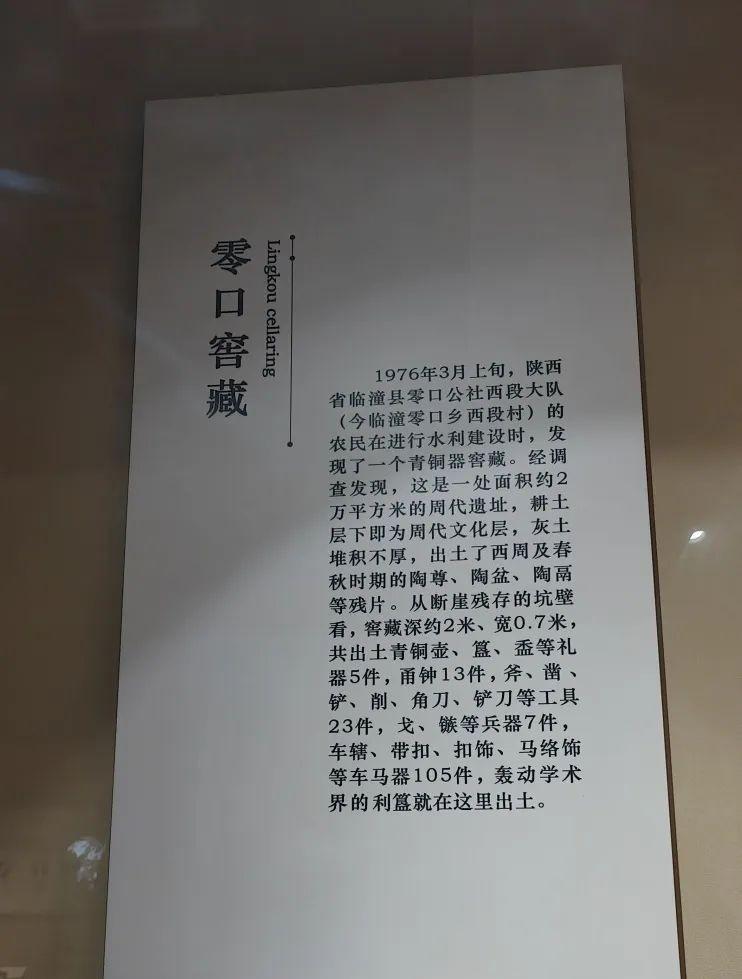 零口窖藏
Lingkou cellaring
1976年3月上旬，陕西
省临潼县零口公社西段大队
（今临潼零口乡西段村）的
农民在进行水利建设时，发
现了一个青铜器窖藏。经调
查发现，这是一处面积约2
万平方米的周代遗址，耕土
层下即为周代文化层，灰土
堆积不厚，出土了西周及春
秋时期的陶尊、陶盆、陶鬲
等残片。从断崖残存的坑壁
看，窖藏深约2米、宽0.7米，
共出土青铜壶、簋、盉等礼
器5件，甬钟13件，斧、凿、
铲、削、角刀、铲刀等工具
23件，戈、镞等兵器7件，
车辖、带扣、扣饰、马络饰
等车马器105件，轰动学术
界的利簋就在这里出土。